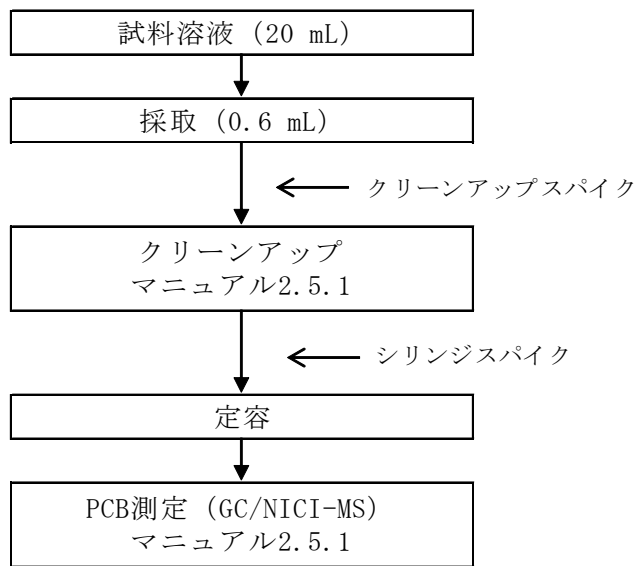 試料溶液 (20 mL)
採取 (0.6 mL)
クリーンアップスパイク
クリーンアップ
マニュアル2.5.1
シリンジスパイク
定容
PCB測定 (GC/NICI-MS)
マニュアル2.5.1